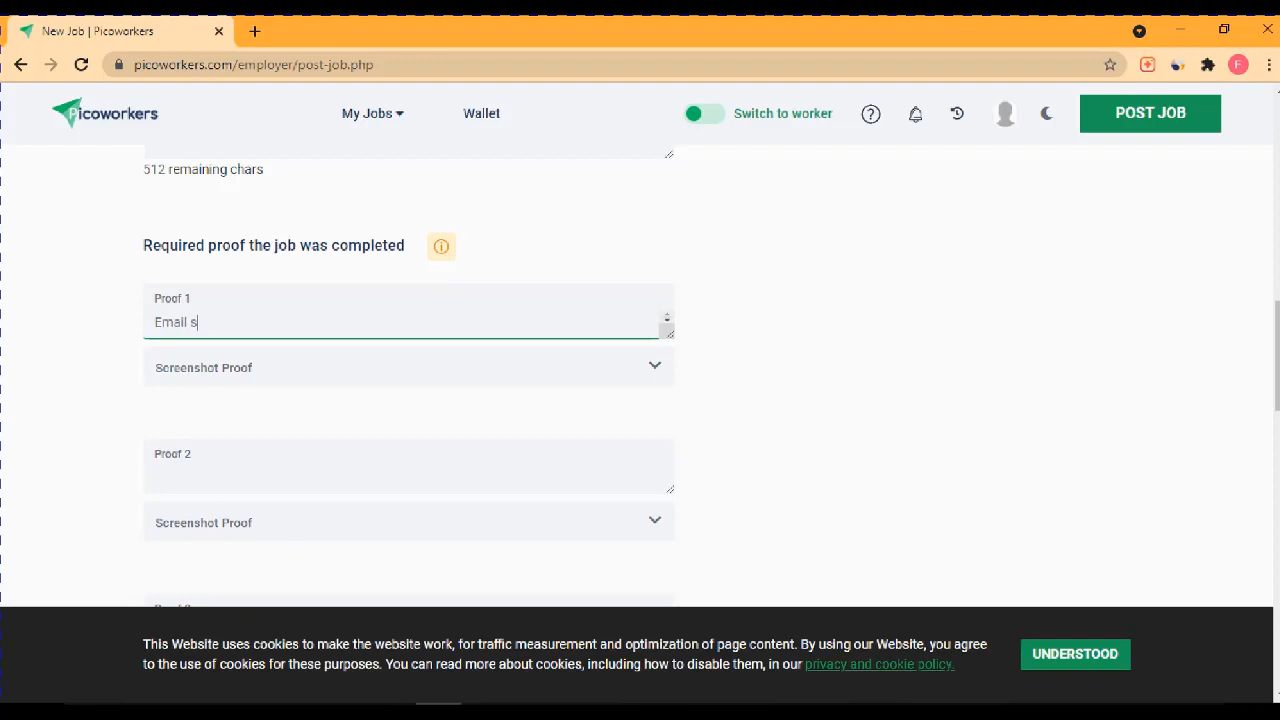 New Job | Picoworkers
picoworkers.com/employer/post-job.php
F
Picoworkers
My Jobs
Wallet
Switch to worker
POST JOB
512 remaining chars
Required proof the job was completed
Proof 1
Email s
Screenshot Proof
Proof 2
Screenshot Proof
This Website uses cookies to make the website work, for traffic measurement and optimization of page content. By using our Website, you agree
to the use of cookies for these purposes. You can read more about cookies, including how to disable them, in our privacy and cookie policy.
UNDERSTOOD